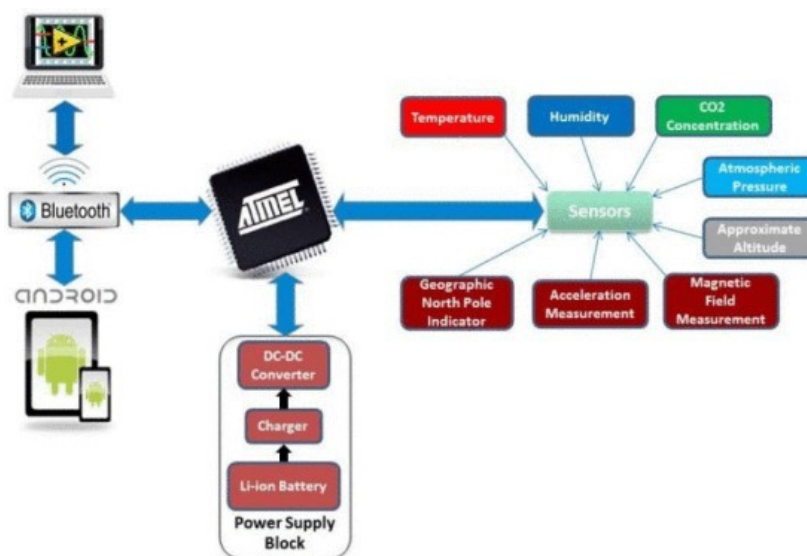 Temperature
Humidity
CO2
Concentration
Atmospheric
Pressure
Bluetooth
ATMEL
Sensors
Approximate
Altitude
ANDROID
Geographic
North Pole
Indicator
Acceleration
Measurement
Magnetic
Field
Measurement
DC-DC
Converter
Charger
Li-ion Battery
Power Supply
Block